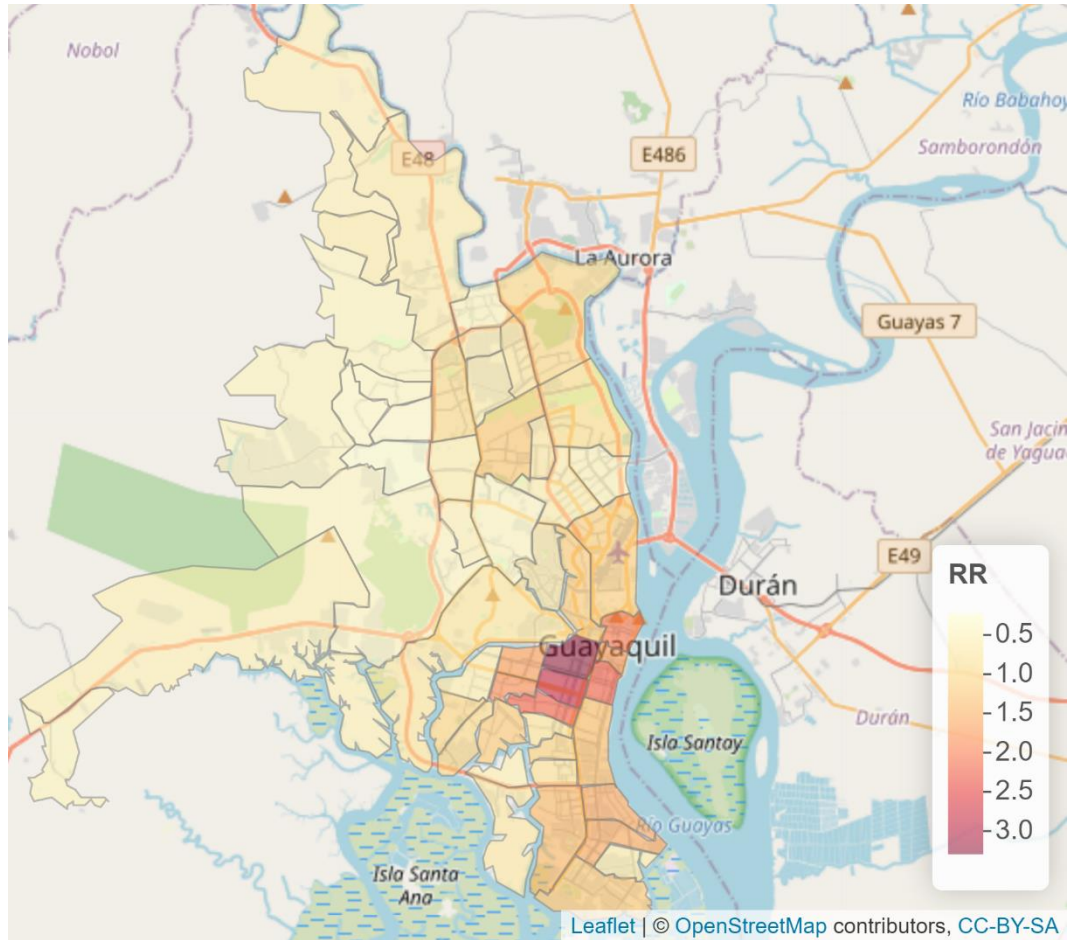 Nobol
Río Babahoy
E48
E486
Samborondón
La Aurora
Guayas 7
San Jacin
de Yagua
E49
RR
Durán
0.5
Guayaquil
1.0
1.5
Durán
Isla Santay
2.0
2.5
Río Guayas
3.0
Isla Santa
Ana
Leaflet | © OpenStreetMap contributors, CC-BY-SA